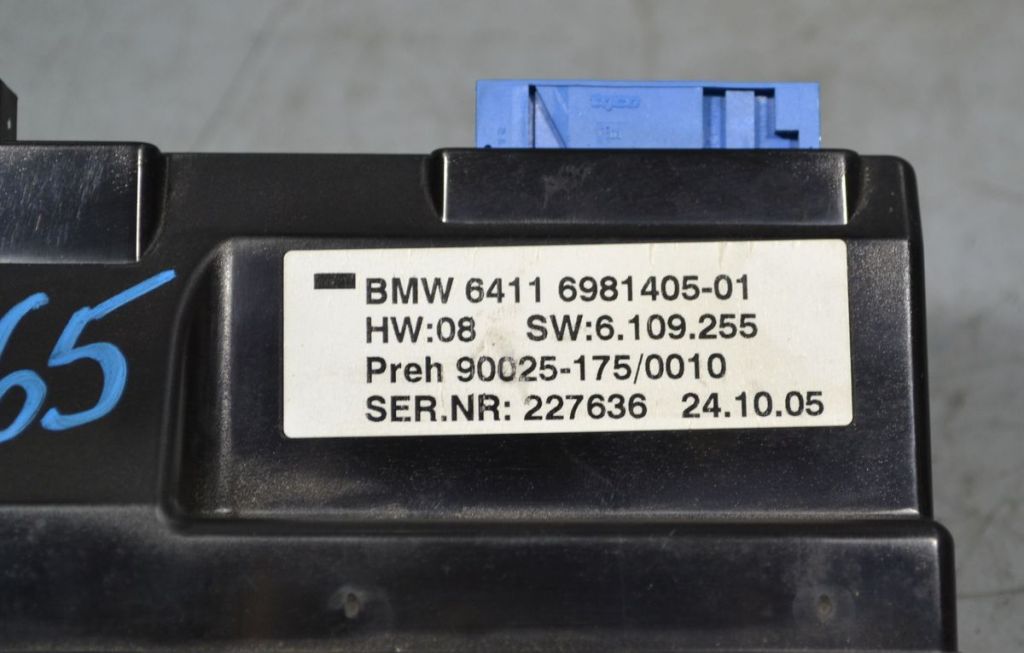 BMW 6411 6981405-01
HW:08 SW:6.109.255
Preh 90025-175/0010
SER.NR: 227636 24.10.05
65